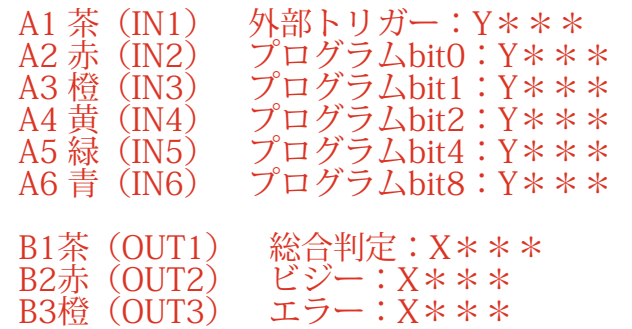 A1 茶（IN1） 外部トリガー：Y＊＊＊
A2 赤（IN2） プログラムbit0：Y＊＊＊
A3 橙（IN3） プログラムbit1：Y＊＊＊
A4 黄（IN4） プログラムbit2：Y＊＊＊
A5 緑（IN5） プログラムbit4：Y＊＊＊
A6 青（IN6） プログラムbit8：Y＊＊＊
B1茶（OUT1） 総合判定：X＊＊＊
B2赤（OUT2） ビジー：X＊＊＊
B3橙（OUT3） エラー：X＊＊＊